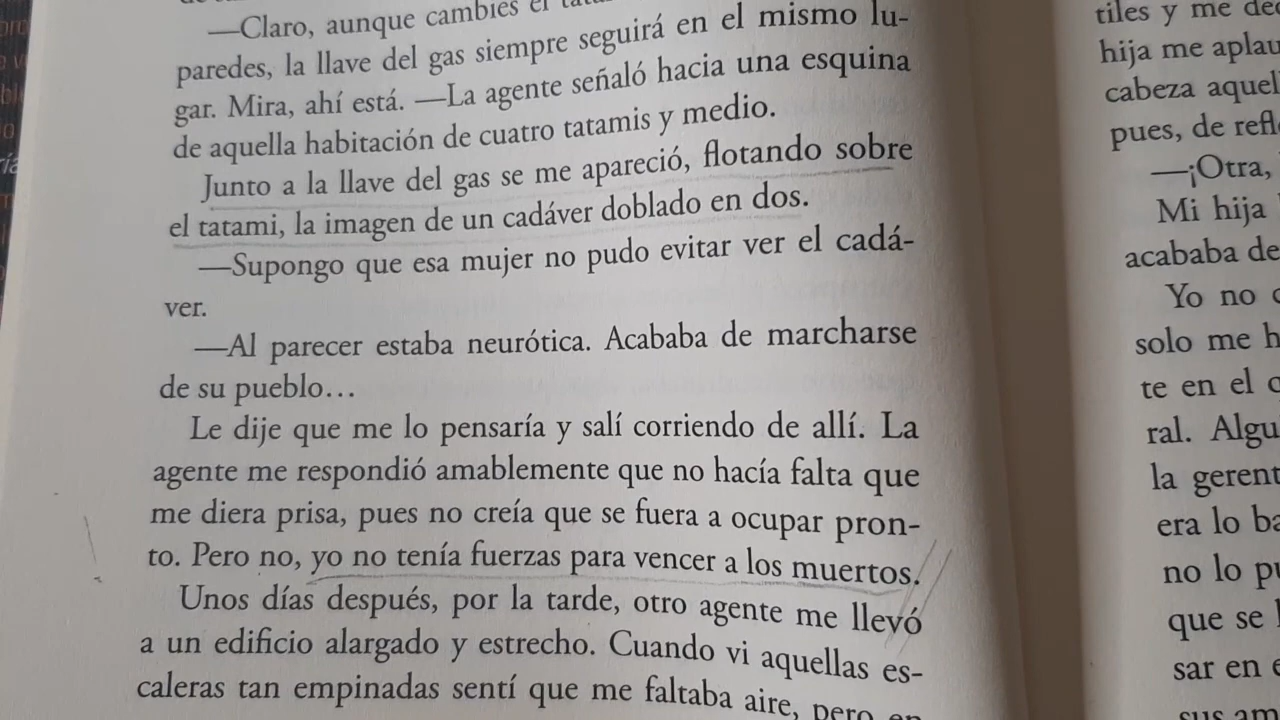 —Claro, aunque cambies el
paredes, la llave del gas siempre seguirá en el mismo lu-
gar. Mira, ahí está. —La agente señaló hacia una esquina
de aquella habitación de cuatro tatamis y medio.
Junto a la llave del gas se me apareció, flotando sobre
el tatami, la imagen de un cadáver doblado en dos.
—Supongo que esa mujer no pudo evitar ver el cadá-
ver.
—Al parecer estaba neurótica. Acababa de marcharse
de su pueblo…
Le dije que me lo pensaría y salí corriendo de allí. La
agente me respondió amablemente que no hacía falta que
me diera prisa, pues no creía que se fuera a ocupar pron-
to. Pero no, yo no tenía fuerzas para vencer a los muertos.
Unos días después, por la tarde, otro agente me llevó
a un edificio alargado y estrecho. Cuando vi aquellas es-
caleras tan empinadas sentí que me faltaba aire, pero en
tiles y me
hija me
cabeza
pues, de
—¡Otra,
Mi hija
acababa de
Yo no
solo me
te en el
ral.
la
era lo
no lo
que se
sar en
sus